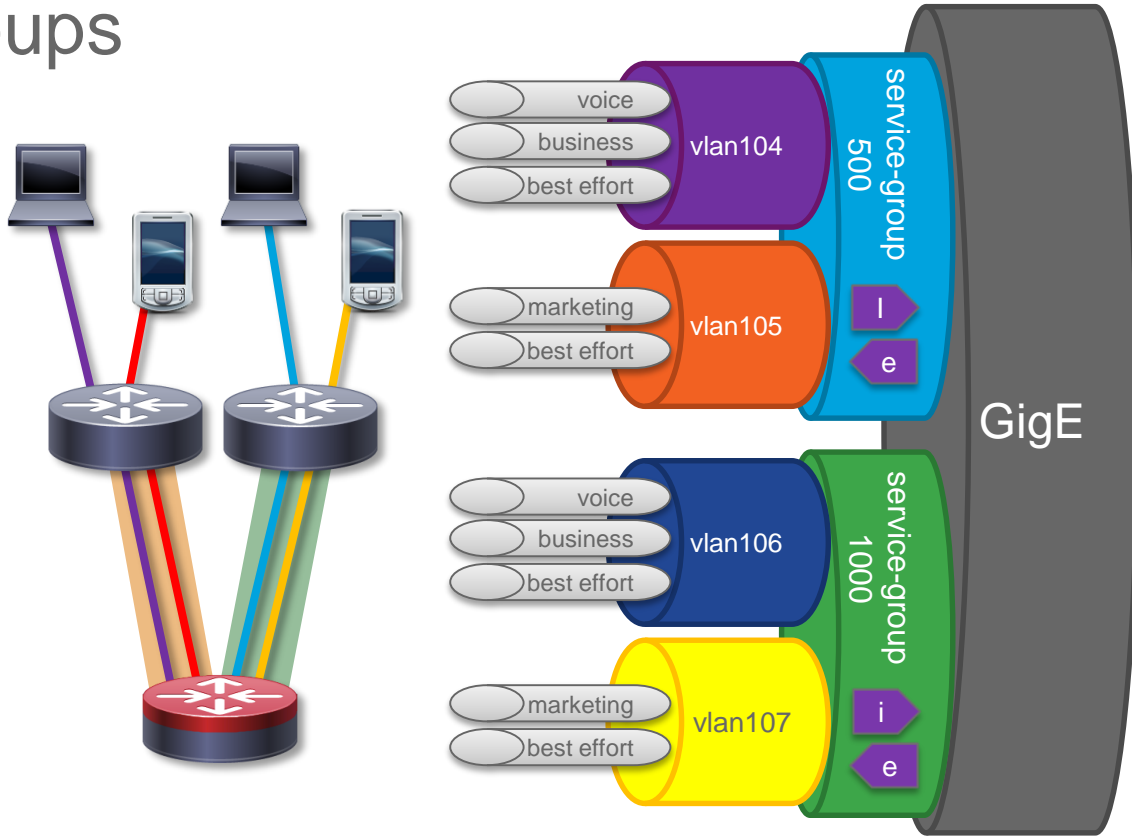 ups
voice
business
best effort
vlan104
marketing
best effort
vlan105
service-group
500
I
e
voice
business
best effort
vlan106
marketing
best effort
vlan107
service-group
1000
i
e
GigE